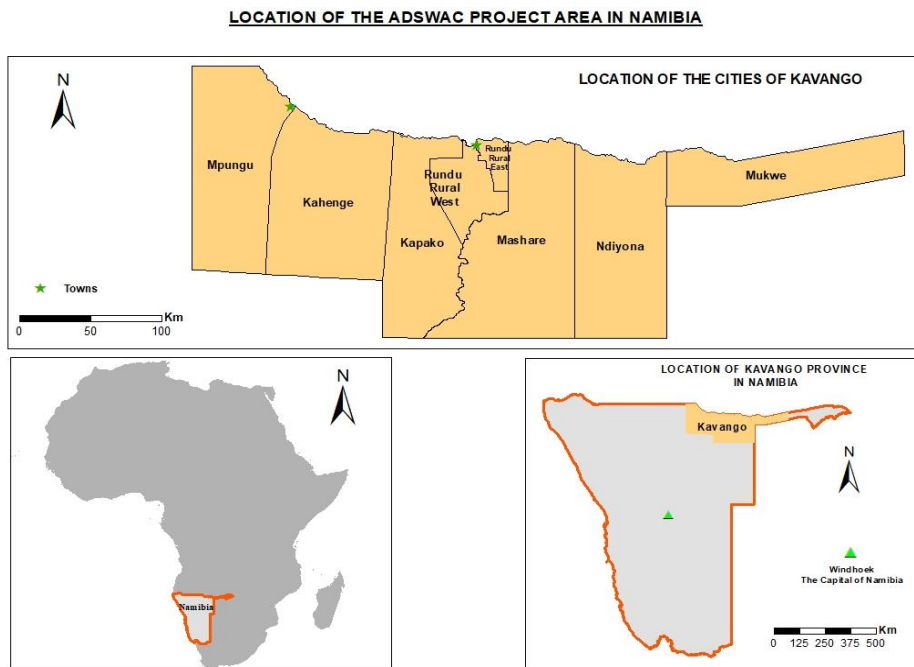 LOCATION OF THE ADSWAC PROJECT AREA IN NAMIBIA
N
LOCATION OF THE CITIES OF KAVANGO
Mpungu
Kahenge
Rundu
Rural
West
Rundu
Rural
East
Kapako
Mashare
Ndiyona
Mukwe
Towns
Km
0 50 100
N
Namibia
LOCATION OF KAVANGO PROVINCE
IN NAMIBIA
Kavango
N
Windhoek
The Capital of Namibia
Km
0 125 375 500